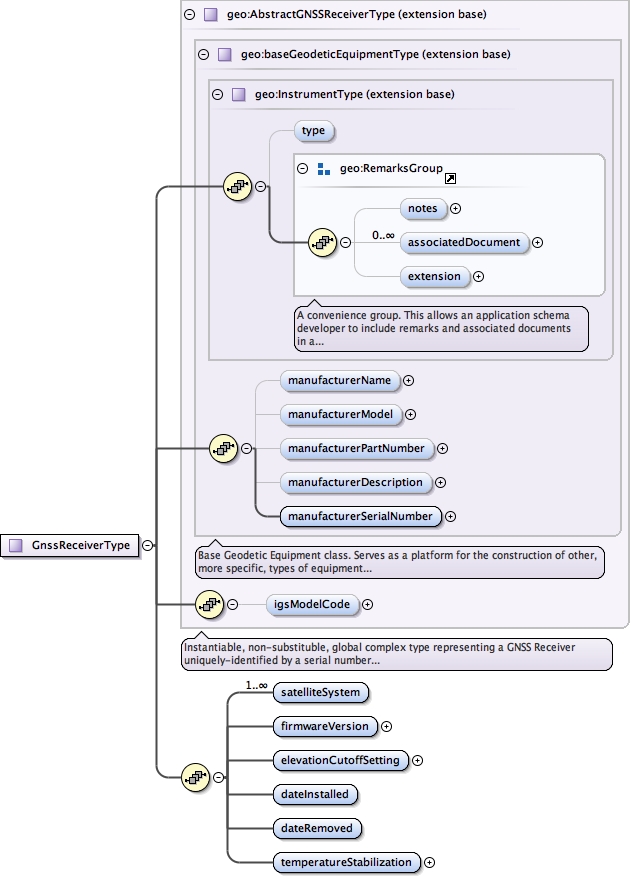 geo:AbstractGNSSReceiverType (extension base)
geo:baseGeodeticEquipmentType (extension base)
geo:InstrumentType (extension base)
type
geo:RemarksGroup
notes
0..∞
associatedDocument
extension
A convenience group. This allows an application schema
developer to include remarks and associated documents
in a...
manufacturerName
manufacturerModel
manufacturerPartNumber
manufacturerDescription
manufacturerSerialNumber
GnssReceiverType
Base Geodetic Equipment class. Serves as a platform for the construction of other,
more specific, types of equipment...
igsModelCode
Instantiable, non-substituble, global complex type representing a GNSS Receiver
uniquely-identified by a serial number...
1..∞
satelliteSystem
firmwareVersion
elevationCutoffSetting
dateInstalled
dateRemoved
temperatureStabilization